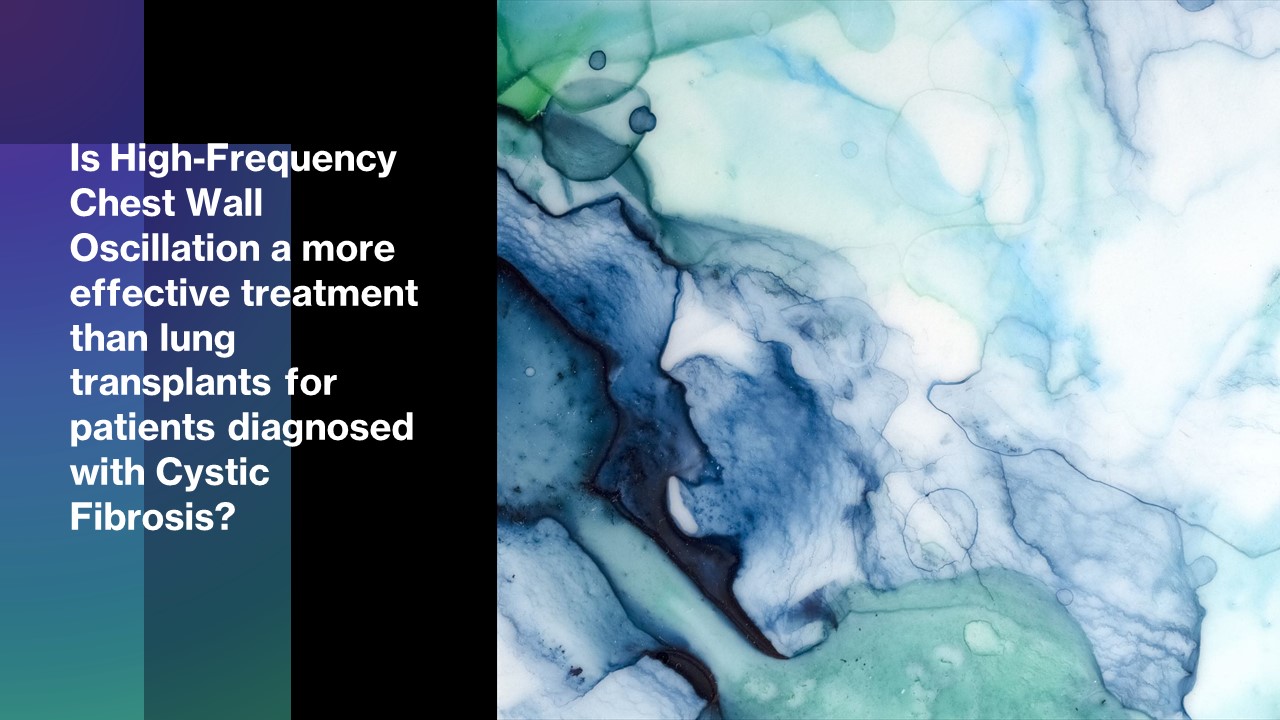 Is High-Frequency
Chest Wall
Oscillation a more
effective treatment
than lung
transplants for
patients diagnosed
with Cystic
Fibrosis?